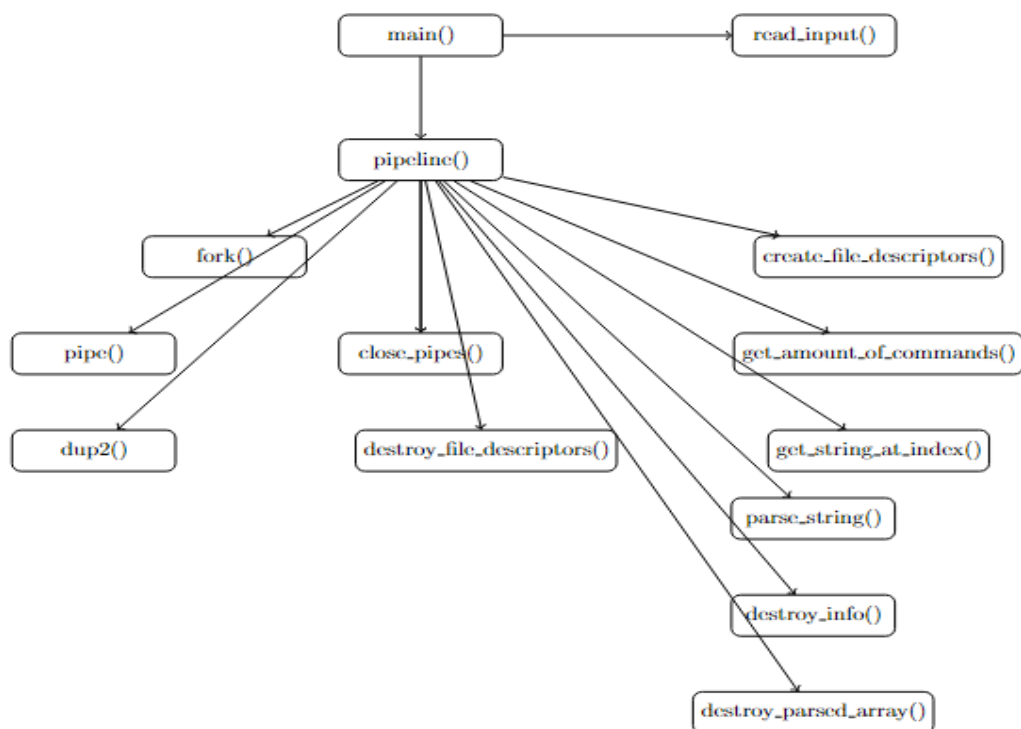 main()
read_input()
pipeline()
fork()
create_file_descriptors()
pipe()
close_pipes()
get_amount_of_commands()
dup2()
destroy_file_descriptors()
get_string_at_index()
parse_string()
destroy_info()
destroy_parsed_array()